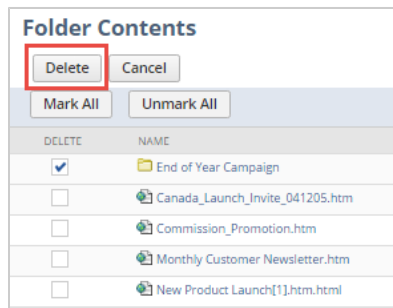 Folder Contents
Delete Cancel
Mark All Unmark All
DELETE NAME
End of Year Campaign
Canada_Launch_Invite_041205.htm
Commission_Promotion.htm
Monthly Customer Newsletter.htm
New Product Launch[1].htm.html